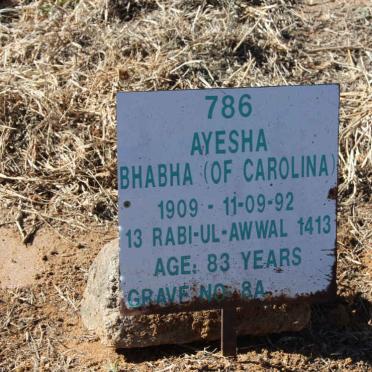 786
AYESHA
BHABHA (OF CAROLINA)
1909 - 11-09-92
13 RABI-UL-AWWAL 1413
AGE: 83 YEARS
GRAVE NO. 8A